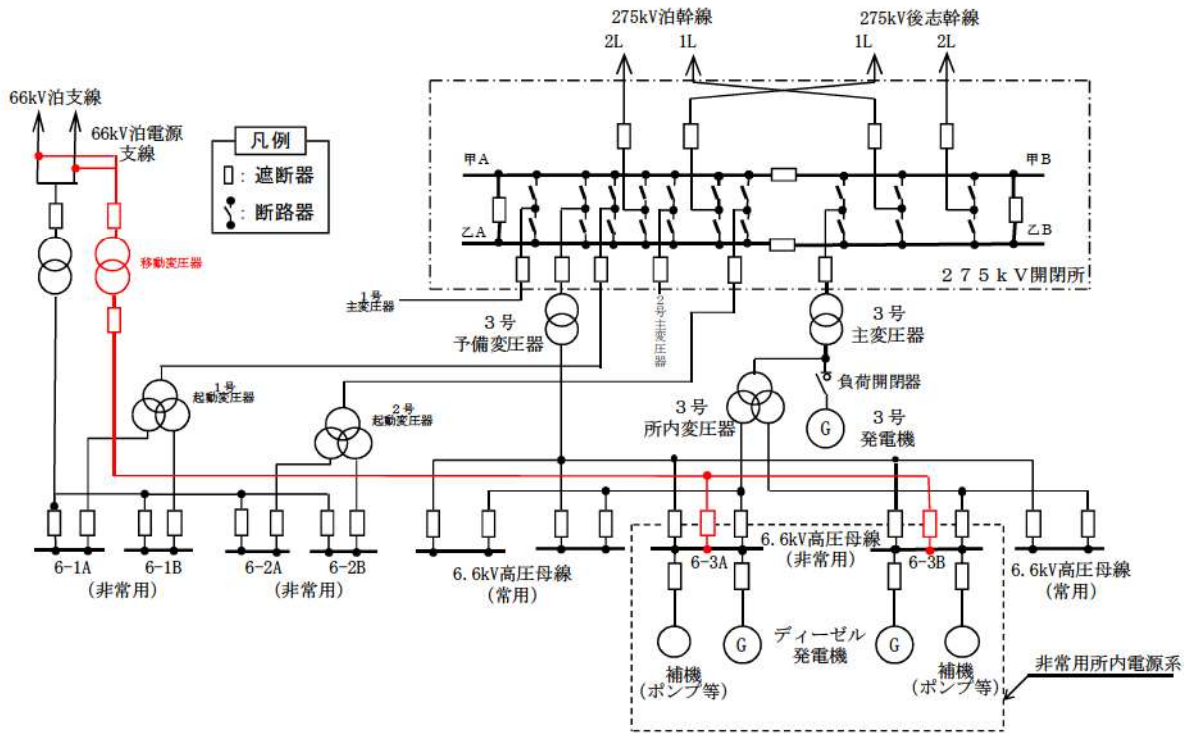 275kV泊幹線
275kV後志幹線
2L
1L
1L
2L
66kV泊支線
66kV泊電源
支線
凡例
：遮断器
：断路器
甲A
甲B
乙A
乙B
275kV開閉所
移動変圧器
1号
主変圧器
3号
予備変圧器
2号主変圧器
3号
主変圧器
負荷開閉器
1号
起動変圧器
2号
起動変圧器
3号
所内変圧器
G
3号
発電機
6-1A
6-1B
(非常用)
6-2A
6-2B
(非常用)
6.6kV高圧母線
(常用)
6-3A
6.6kV高圧母線
(非常用)
6-3B
6.6kV高圧母線
(常用)
補機
(ポンプ等)
G
ディーゼル
発電機
G
補機
(ポンプ等)
非常用所内電源系